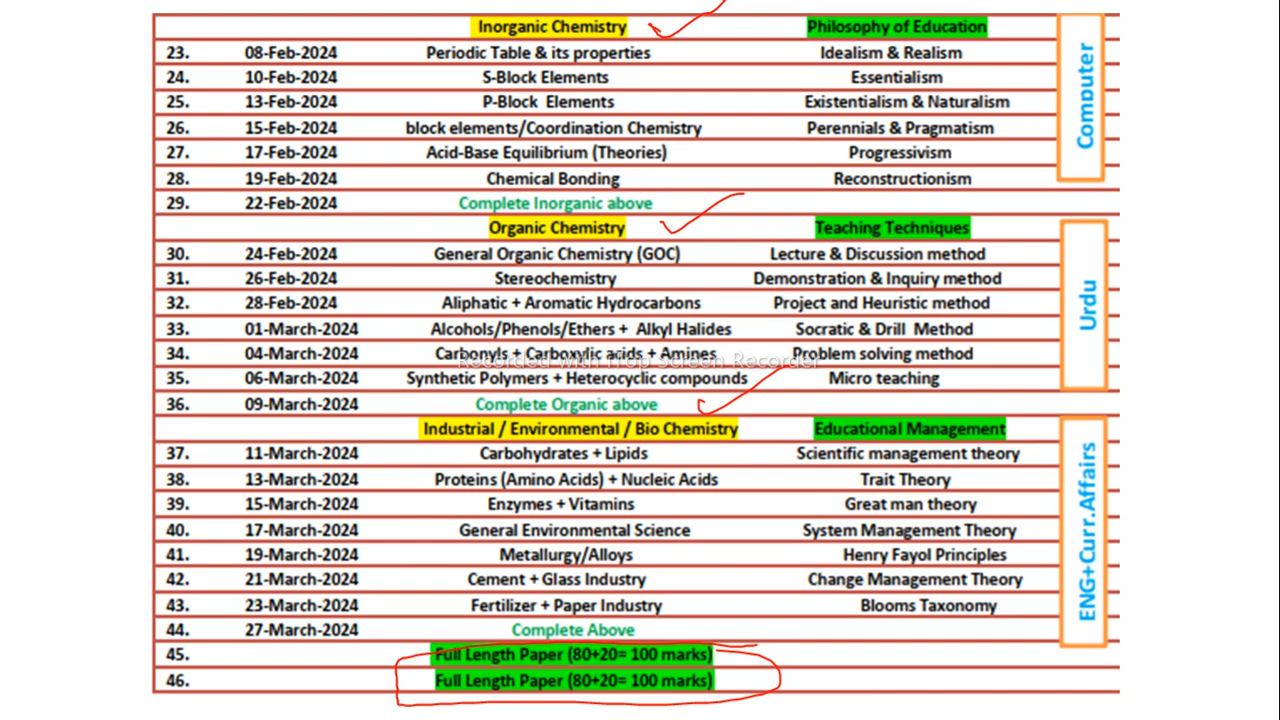 Inorganic Chemistry Philosophy of Education
23. 08-Feb-2024 Periodic Table & its properties Idealism & Realism
24. 10-Feb-2024 S-Block Elements Essentialism
25. 13-Feb-2024 P-Block Elements Existentialism & Naturalism
26. 15-Feb-2024 block elements/Coordination Chemistry Perennials & Pragmatism
27. 17-Feb-2024 Acid-Base Equilibrium (Theories) Progressivism
28. 19-Feb-2024 Chemical Bonding Reconstructionism
Computer
29. 22-Feb-2024 Complete Inorganic above
Organic Chemistry Teaching Techniques
30. 24-Feb-2024 General Organic Chemistry (GOC) Lecture & Discussion method
31. 26-Feb-2024 Stereochemistry Demonstration & Inquiry method
32. 28-Feb-2024 Aliphatic + Aromatic Hydrocarbons Project and Heuristic method
33. 01-March-2024 Alcohols/Phenols/Ethers + Alkyl Halides Socratic & Drill Method
34. 04-March-2024 Carbonyls + Carboxylic acids + Amines Problem solving method
Recorded with iTop Screen Recorder
35. 06-March-2024 Synthetic Polymers + Heterocyclic compounds Micro teaching
Urdu
36. 09-March-2024 Complete Organic above
Industrial / Environmental / Bio Chemistry Educational Management
37. 11-March-2024 Carbohydrates + Lipids Scientific management theory
38. 13-March-2024 Proteins (Amino Acids) + Nucleic Acids Trait Theory
39. 15-March-2024 Enzymes + Vitamins Great man theory
40. 17-March-2024 General Environmental Science System Management Theory
41. 19-March-2024 Metallurgy/Alloys Henry Fayol Principles
42. 21-March-2024 Cement + Glass Industry Change Management Theory
43. 23-March-2024 Fertilizer + Paper Industry Blooms Taxonomy
44. 27-March-2024 Complete Above
ENG+Curr.Affairs
45. Full Length Paper (80+20= 100 marks)
46. Full Length Paper (80+20= 100 marks)